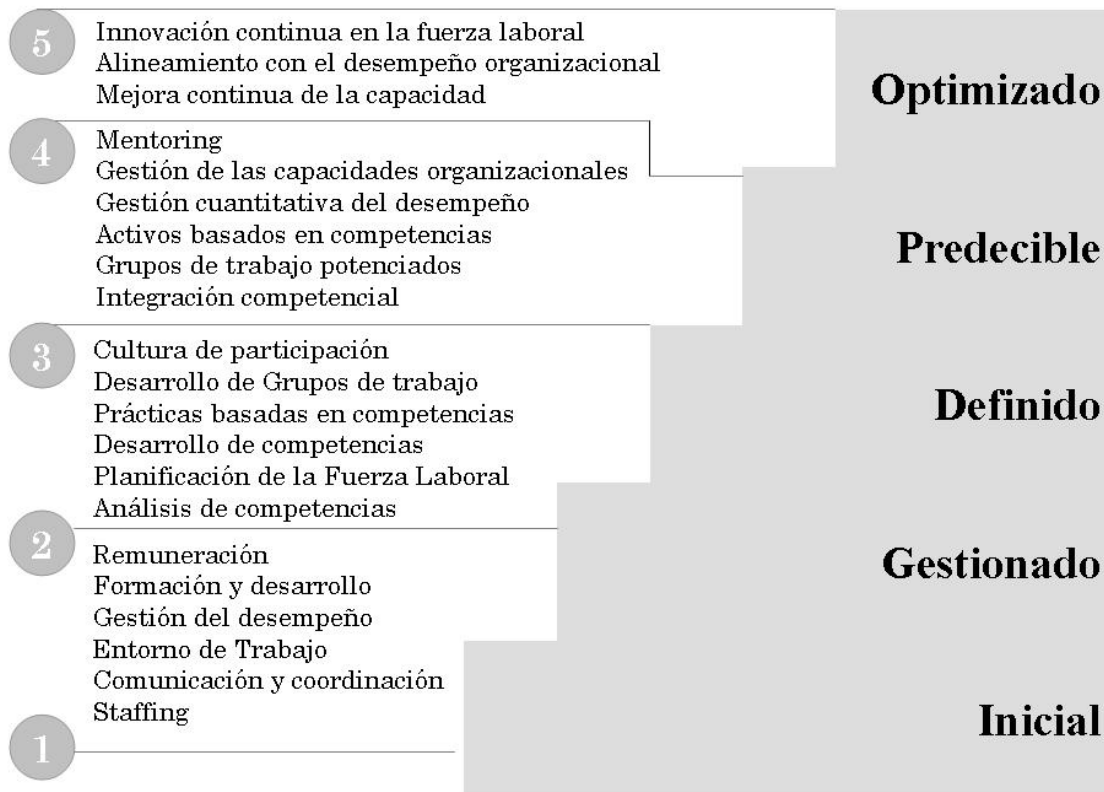 5
Innovación continua en la fuerza laboral
Alineamiento con el desempeño organizacional
Mejora continua de la capacidad
Optimizado
4
Mentoring
Gestión de las capacidades organizacionales
Gestión cuantitativa del desempeño
Activos basados en competencias
Grupos de trabajo potenciados
Integración competencial
Predecible
3
Cultura de participación
Desarrollo de Grupos de trabajo
Prácticas basadas en competencias
Desarrollo de competencias
Planificación de la Fuerza Laboral
Análisis de competencias
Definido
2
Remuneración
Formación y desarrollo
Gestión del desempeño
Entorno de Trabajo
Comunicación y coordinación
Staffing
Gestionado
1
Inicial